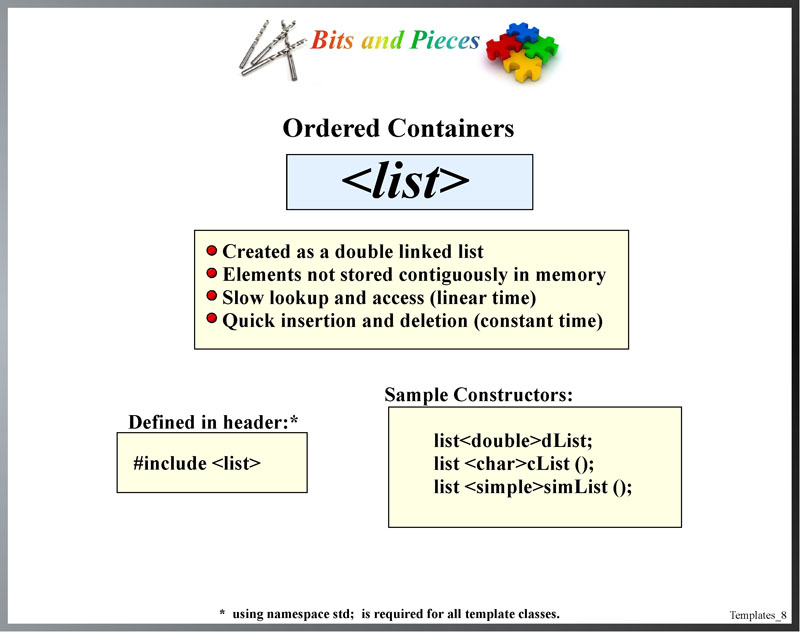 Bits and Pieces
Ordered Containers
<list>
Created as a double linked list
Elements not stored contiguously in memory
Slow lookup and access (linear time)
Quick insertion and deletion (constant time)
Sample Constructors:
Defined in header:*
#include <list>
list<double>dList;
list <char>cList ();
list <simple>simList ();
* using namespace std; is required for all template classes.
Templates_8